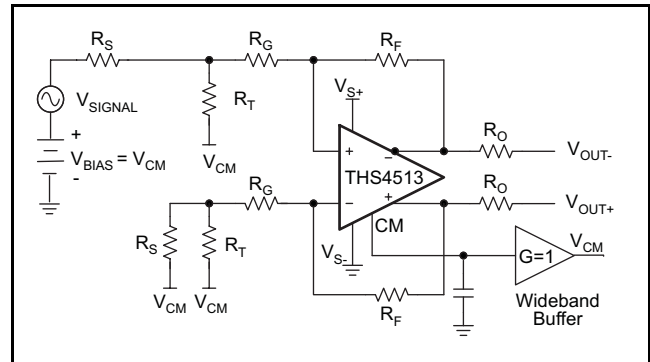 R_S
R_G
R_F
V_SIGNAL
R_T
V_S+
+
V_BIAS = V_CM
-
V_CM
+
−
R_O
V_OUT-
THS4513
R_G
−
+
R_O
V_OUT+
CM
R_S
R_T
V_S-
V_CM
G=1
V_CM
V_CM
R_F
Wideband
Buffer